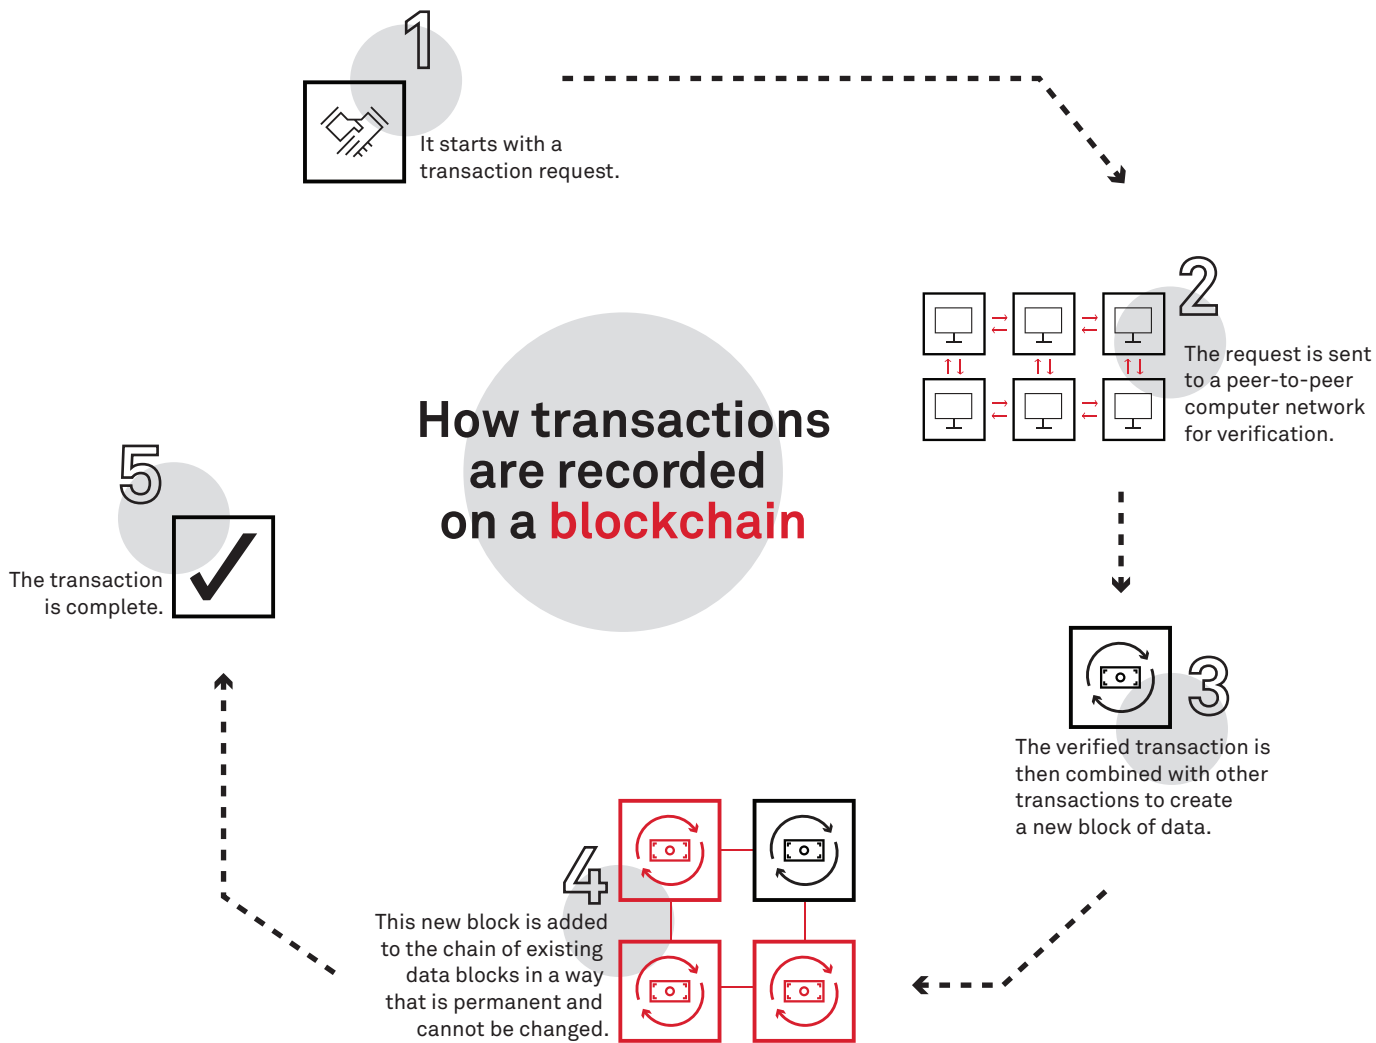 1
It starts with a
transaction request.
2
The request is sent
to a peer-to-peer
computer network
for verification.
How transactions
are recorded
on a blockchain
3
The verified transaction is
then combined with other
transactions to create
a new block of data.
4
This new block is added
to the chain of existing
data blocks in a way
that is permanent and
cannot be changed.
5
The transaction
is complete.